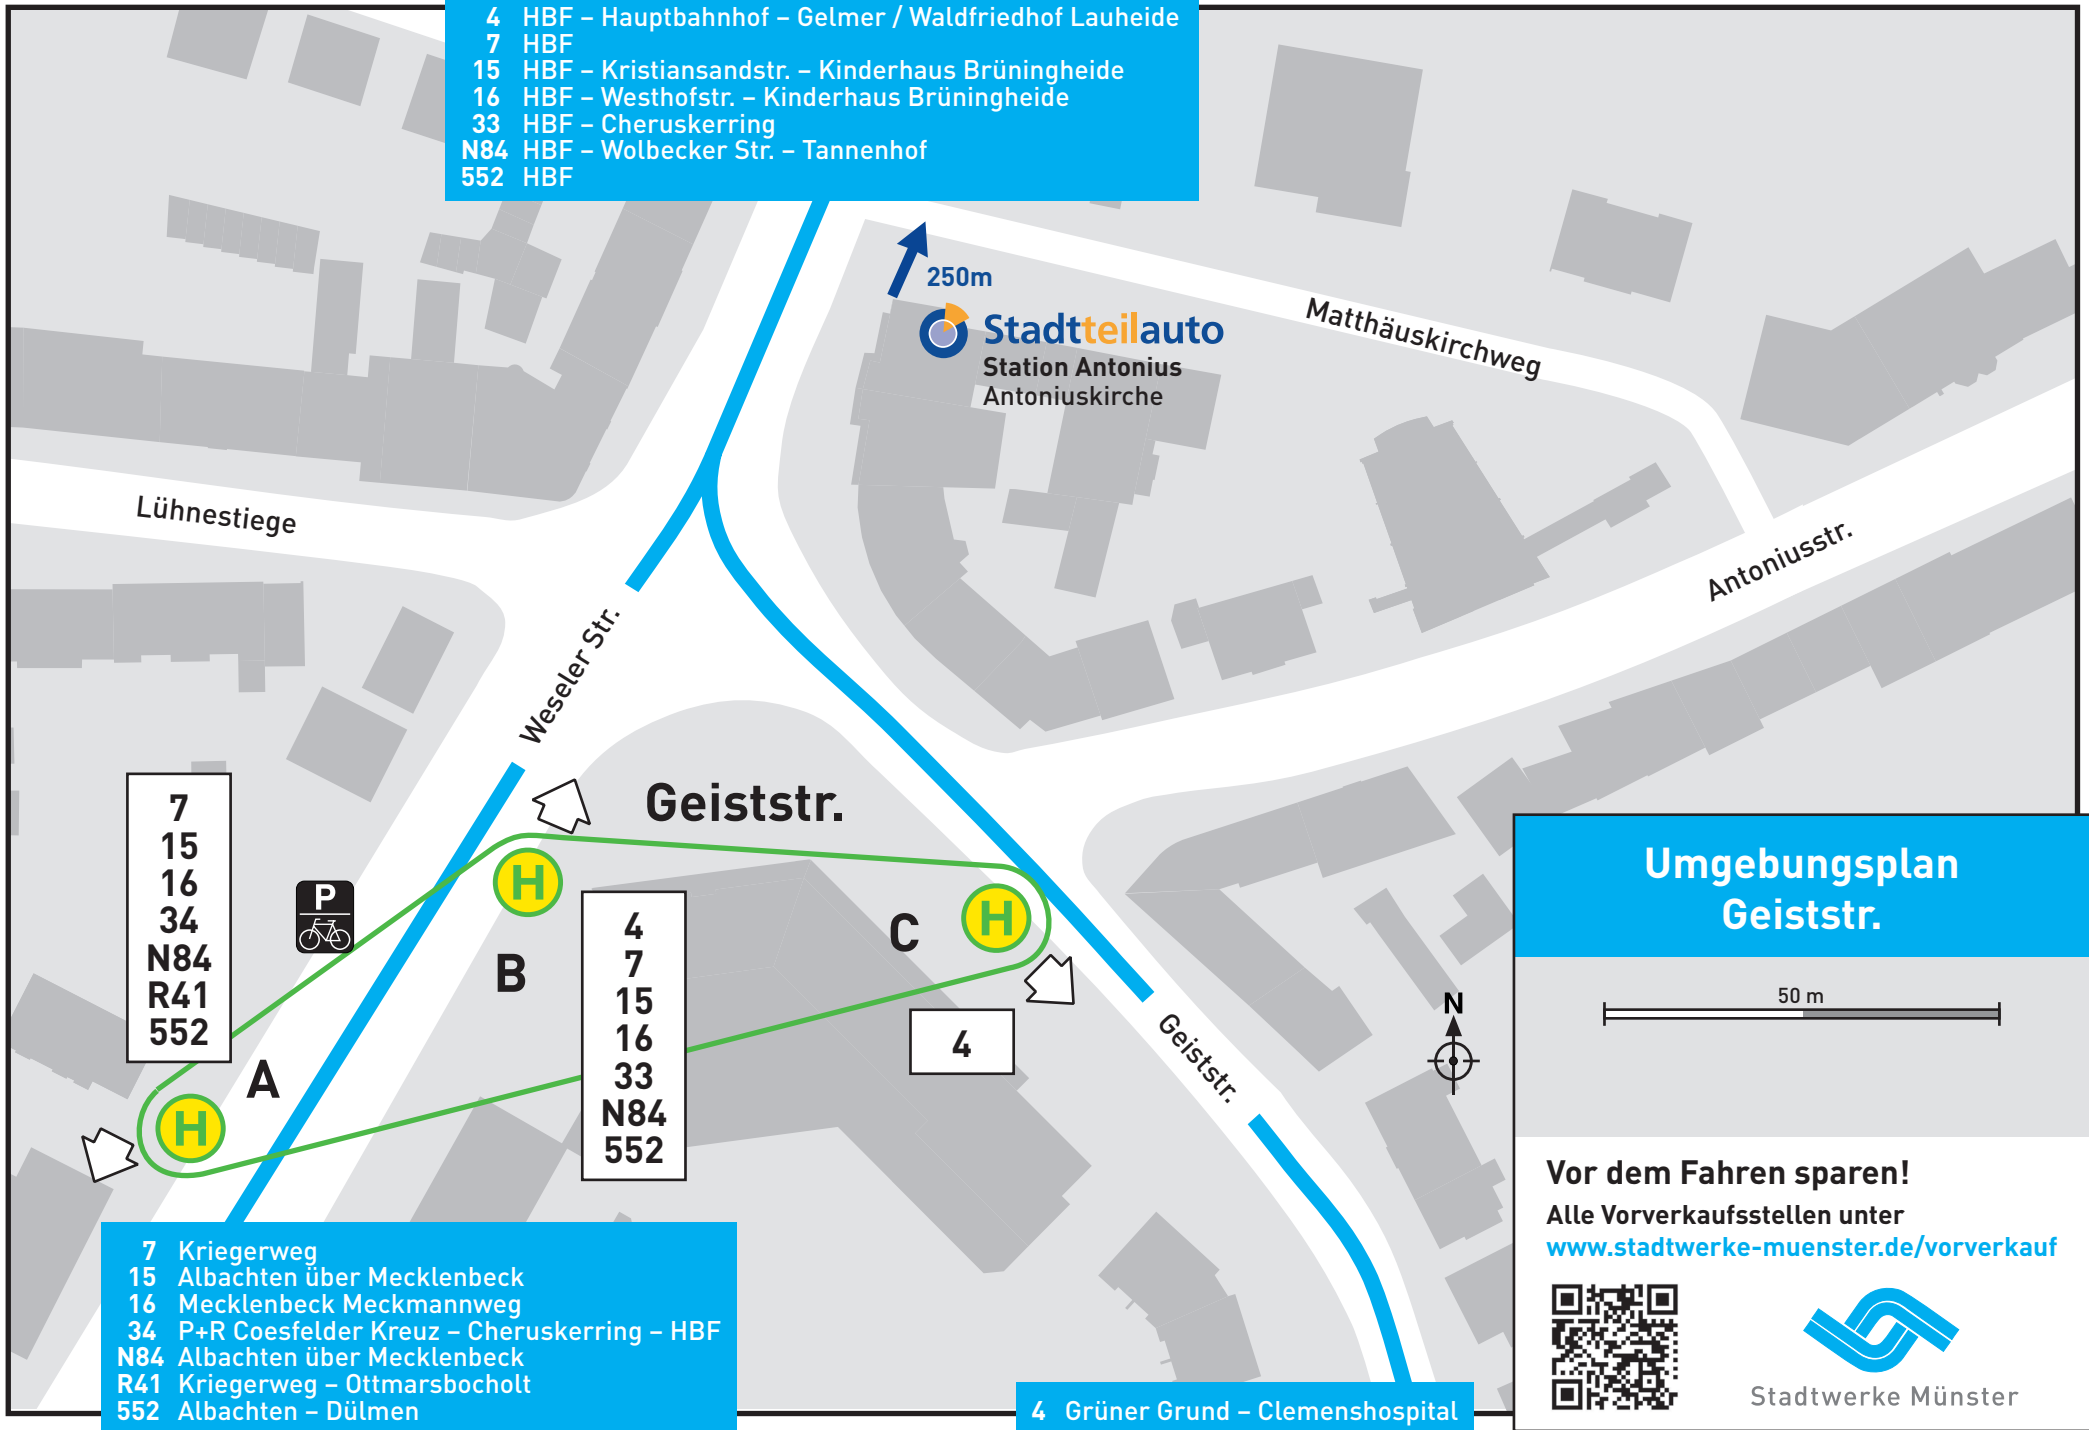 4 HBF – Hauptbahnhof – Gelmer / Waldfriedhof Lauheide
7 HBF
15 HBF – Kristiansandstr. – Kinderhaus Brüningheide
16 HBF – Westhofstr. – Kinderhaus Brüningheide
33 HBF – Cheruskerring
N84 HBF – Wolbecker Str. – Tannenhof
552 HBF
250m
Stadtteilauto
Station Antonius
Antoniuskirche
Matthäuskirchweg
Lühnestiege
Antoniusstr.
Weseler Str.
Geiststr.
7
15
16
34
N84
R41
552
P
H
A
H
B
4
7
15
16
33
N84
552
C
H
4
Geiststr.
N
7 Kriegerweg
15 Albachten über Mecklenbeck
16 Mecklenbeck Meckmannweg
34 P+R Coesfelder Kreuz – Cheruskerring – HBF
N84 Albachten über Mecklenbeck
R41 Kriegerweg – Ottmarsbocholt
552 Albachten – Dülmen
4 Grüner Grund – Clemenshospital
Umgebungsplan
Geiststr.
50 m
Vor dem Fahren sparen!
Alle Vorverkaufsstellen unter
www.stadtwerke-muenster.de/vorverkauf
Stadtwerke Münster